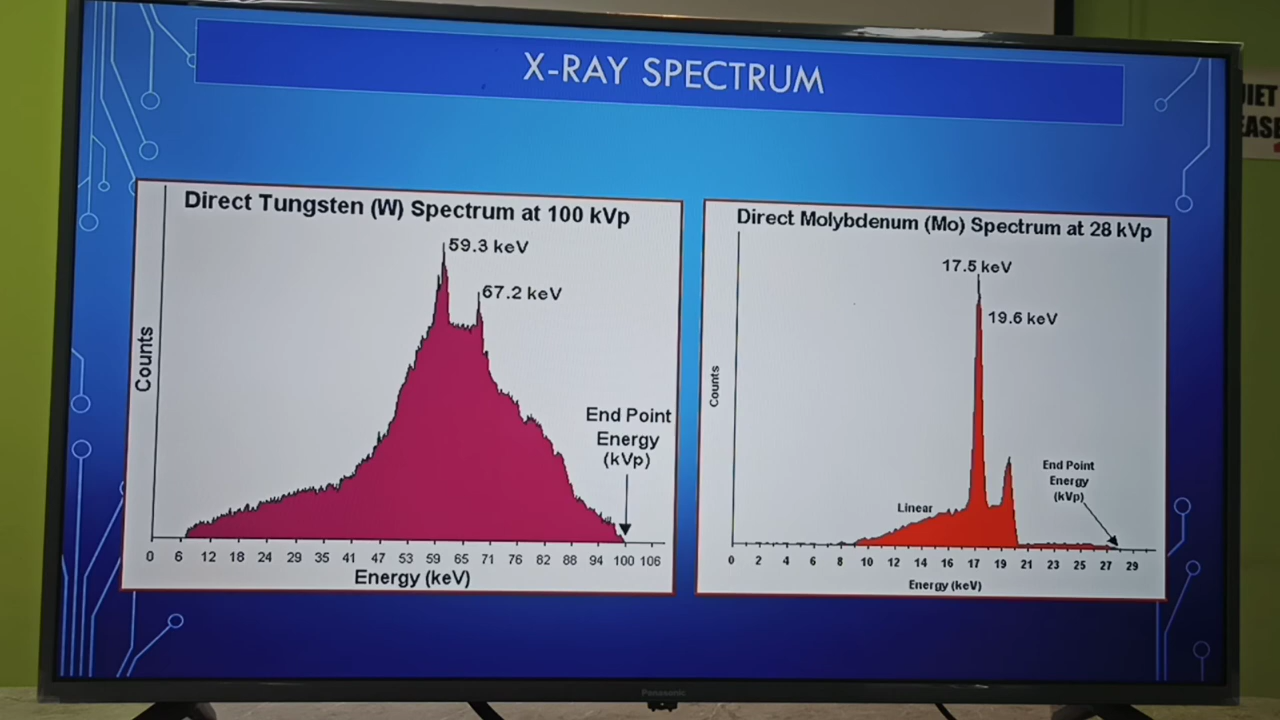 X-RAY SPECTRUM
Direct Tungsten (W) Spectrum at 100 kVp
59.3 keV
67.2 keV
Counts
End Point
Energy
(kVp)
0 6 12 18 24 29 35 41 47 53 59 65 71 76 82 88 94 100 106
Energy (keV)
Direct Molybdenum (Mo) Spectrum at 28 kVp
17.5 keV
19.6 keV
Counts
Linear
End Point
Energy
(kVp)
0 2 4 6 8 10 12 14 16 17 19 21 23 25 27 29
Energy (keV)
Panasonic